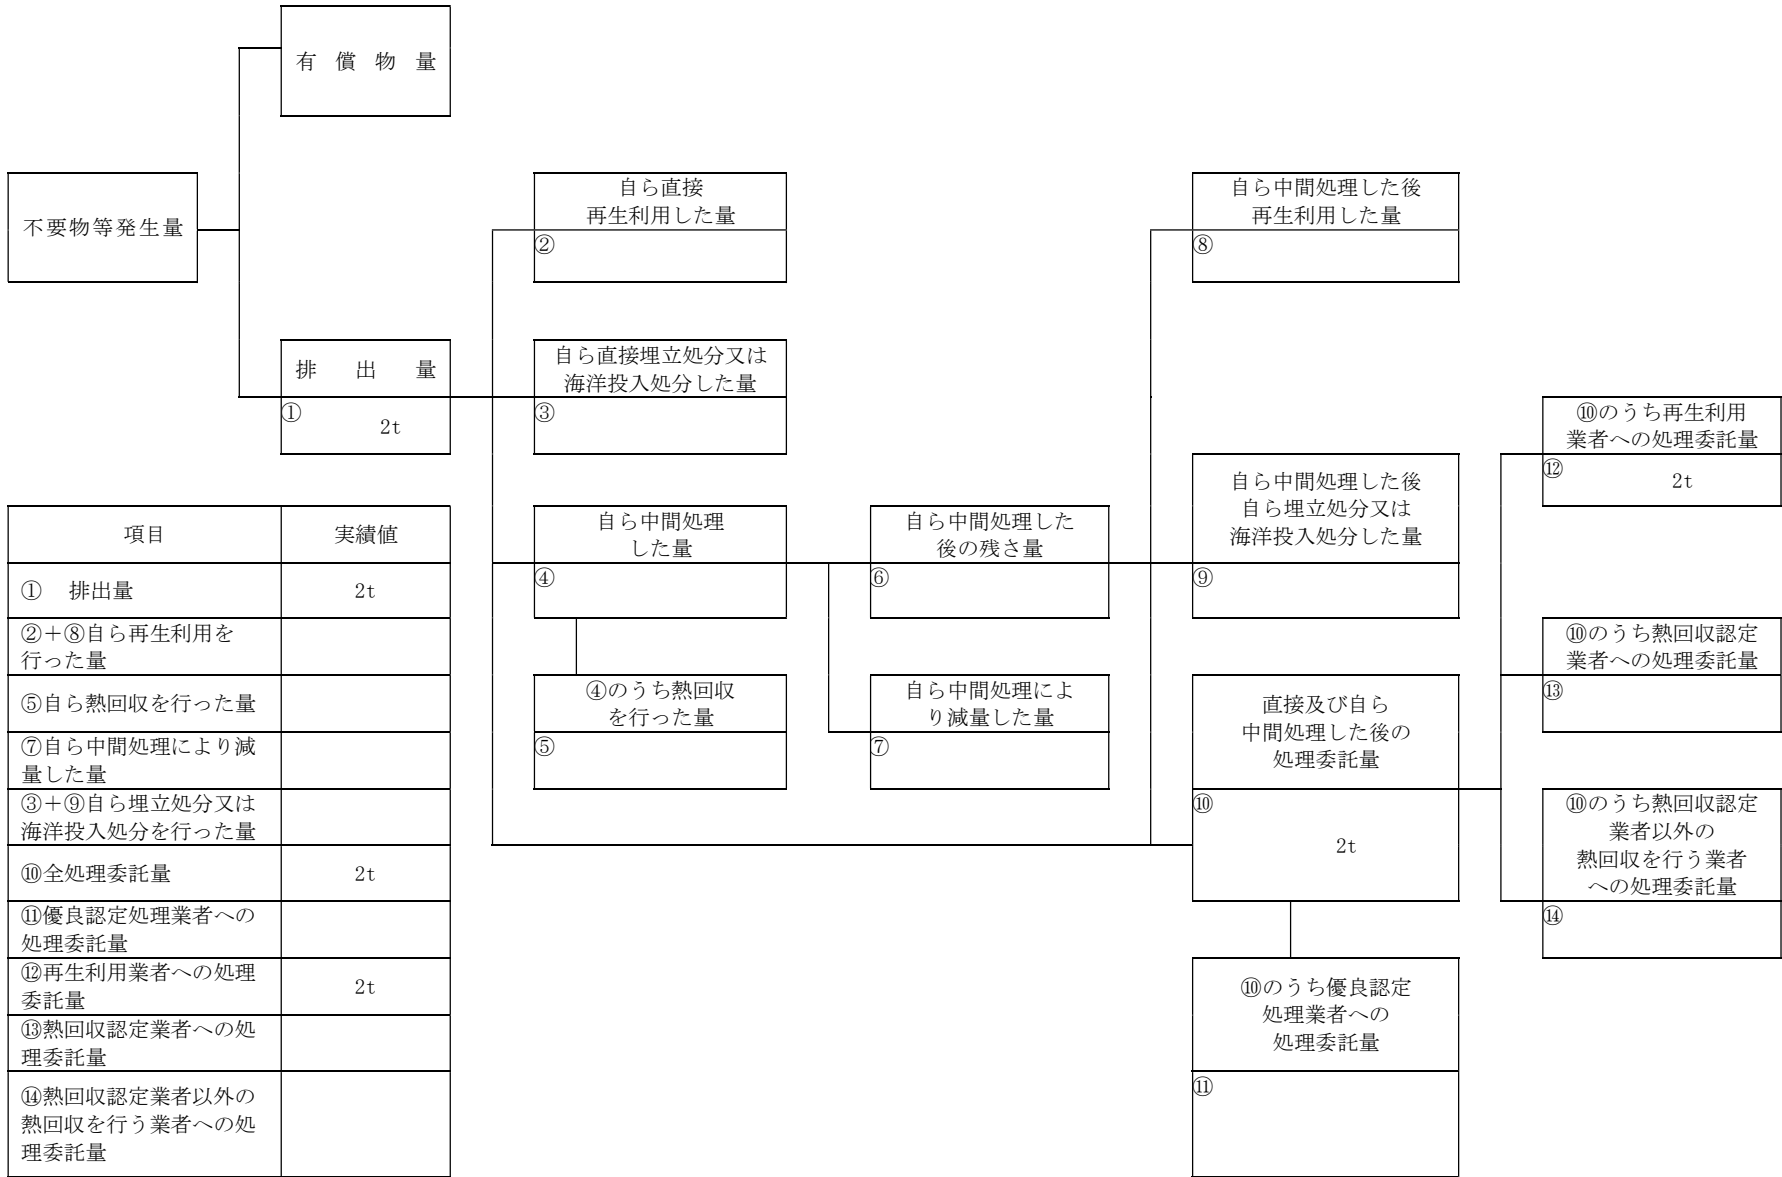 有　償　物　量
不要物等発生量
自ら直接
再生利用した量
②
自ら中間処理した後
再生利用した量
⑧
排　出　量
①
2t
自ら直接埋立処分又は
海洋投入処分した量
③
⑩のうち再生利用
業者への処理委託量
⑫
2t
自ら中間処理した後
自ら埋立処分又は
海洋投入処分した量
⑨
自ら中間処理
した量
④
自ら中間処理した
後の残さ量
⑥
⑩のうち熱回収認定
業者への処理委託量
⑬
④のうち熱回収
を行った量
⑤
自ら中間処理によ
り減量した量
⑦
直接及び自ら
中間処理した後の
処理委託量
⑩
2t
⑩のうち熱回収認定
業者以外の
熱回収を行う業者
への処理委託量
⑭
⑩のうち優良認定
処理業者への
処理委託量
⑪
項目　実績値
①　排出量　2t
②＋⑧自ら再生利用を
行った量
⑤自ら熱回収を行った量
⑦自ら中間処理により減
量した量
③＋⑨自ら埋立処分又は
海洋投入処分を行った量
⑩全処理委託量　2t
⑪優良認定処理業者への
処理委託量
⑫再生利用業者への処理
委託量　2t
⑬熱回収認定業者への処
理委託量
⑭熱回収認定業者以外の
熱回収を行う業者への処
理委託量